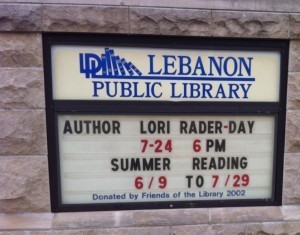 LPL LEBANON
PUBLIC LIBRARY
AUTHOR LORI RADER-DAY
7-24 6 PM
SUMMER READING
6/9 TO 7/29
Donated by Friends of the Library 2002